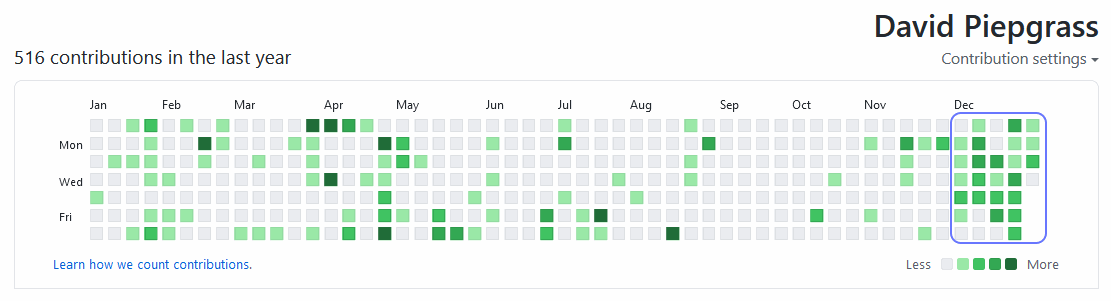 David Piepgrass
516 contributions in the last year
Contribution settings
Jan Feb Mar Apr May Jun Jul Aug Sep Oct Nov Dec
Mon
Wed
Fri
Learn how we count contributions.
Less More